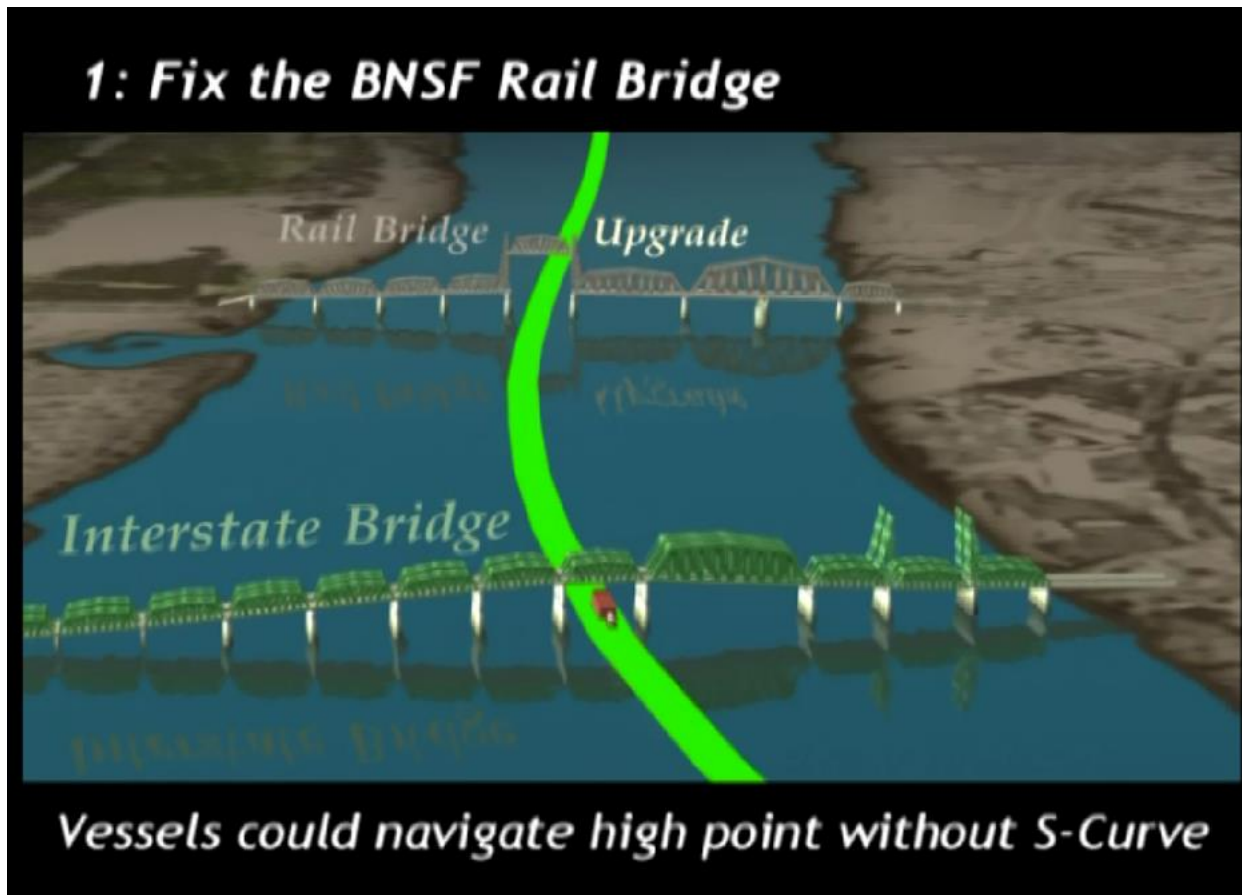 1: Fix the BNSF Rail Bridge
Rail Bridge Upgrade
Interstate Bridge
Vessels could navigate high point without S-Curve